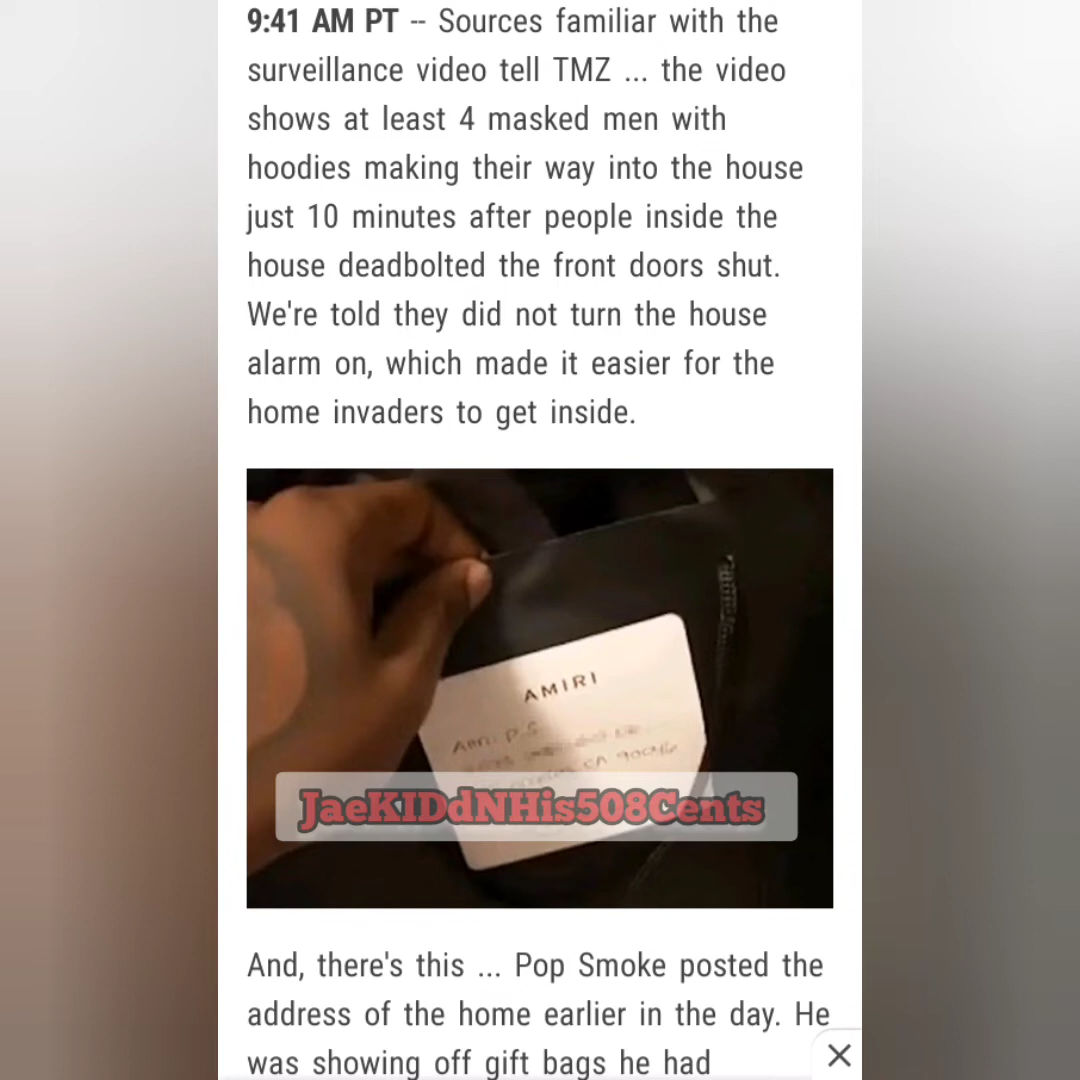 9:41 AM PT -- Sources familiar with the
surveillance video tell TMZ ... the video
shows at least 4 masked men with
hoodies making their way into the house
just 10 minutes after people inside the
house deadbolted the front doors shut.
We're told they did not turn the house
alarm on, which made it easier for the
home invaders to get inside.
AMIRI
P.S
CA 90046
JaeKIDdNHis508Cents
And, there's this ... Pop Smoke posted the
address of the home earlier in the day. He
was showing off gift bags he had